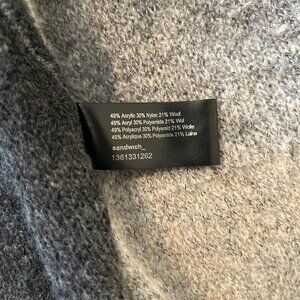 49% Acrylic 30% Nylon 21% Wool
49% Acryl 30% Polyamide 21% Wol
49% Polyacryl 30% Polyamid 21% Wolle
49% Acrylique 30% Polyamide 21% Laine
sandwich_
1361331262